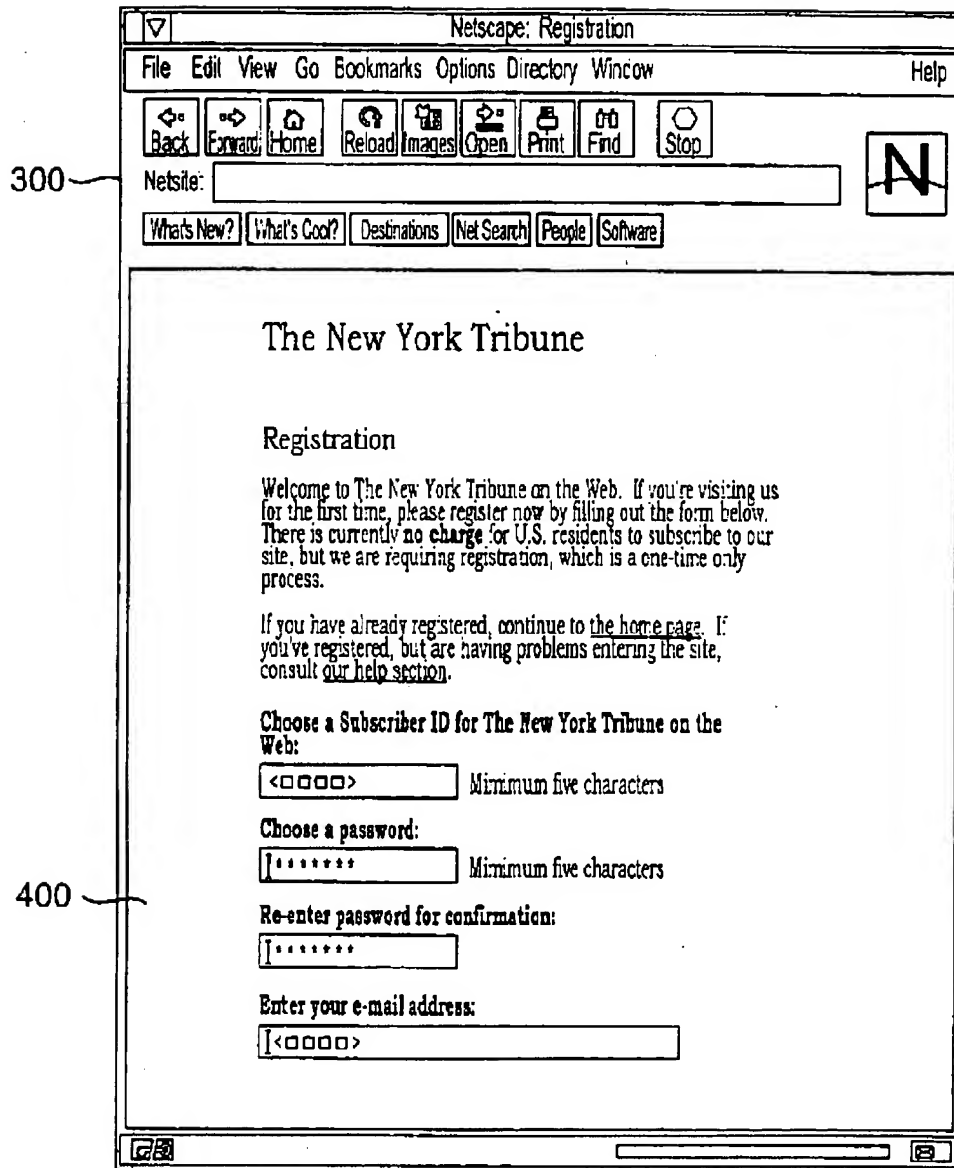 Netscape: Registration
File Edit View Go Bookmarks Options Directory Window Help
Back Forward Home Reload Images Open Print Find Stop
N
300
Netsite:
What's New? What's Cool? Destinations Net Search People Software
The New York Tribune
Registration
Welcome to The New York Tribune on the Web. If you're visiting us
for the first time, please register now by filling out the form below.
There is currently no charge for U.S. residents to subscribe to our
site, but we are requiring registration, which is a one-time only
process.
If you have already registered, continue to the home page. If
you've registered, but are having problems entering the site,
consult our help section.
Choose a Subscriber ID for The New York Tribune on the
Web:
<□□□□> Minimum five characters
Choose a password:
******* Minimum five characters
400
Re-enter password for confirmation:
*******
Enter your e-mail address:
<□□□□>